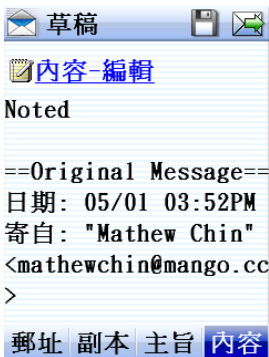 草稿
內容-編輯
Noted
==Original Message==
日期: 05/01 03:52PM
寄自: "Mathew Chin"
<mathewchin@mango.cc
>
郵址 副本 主旨 內容